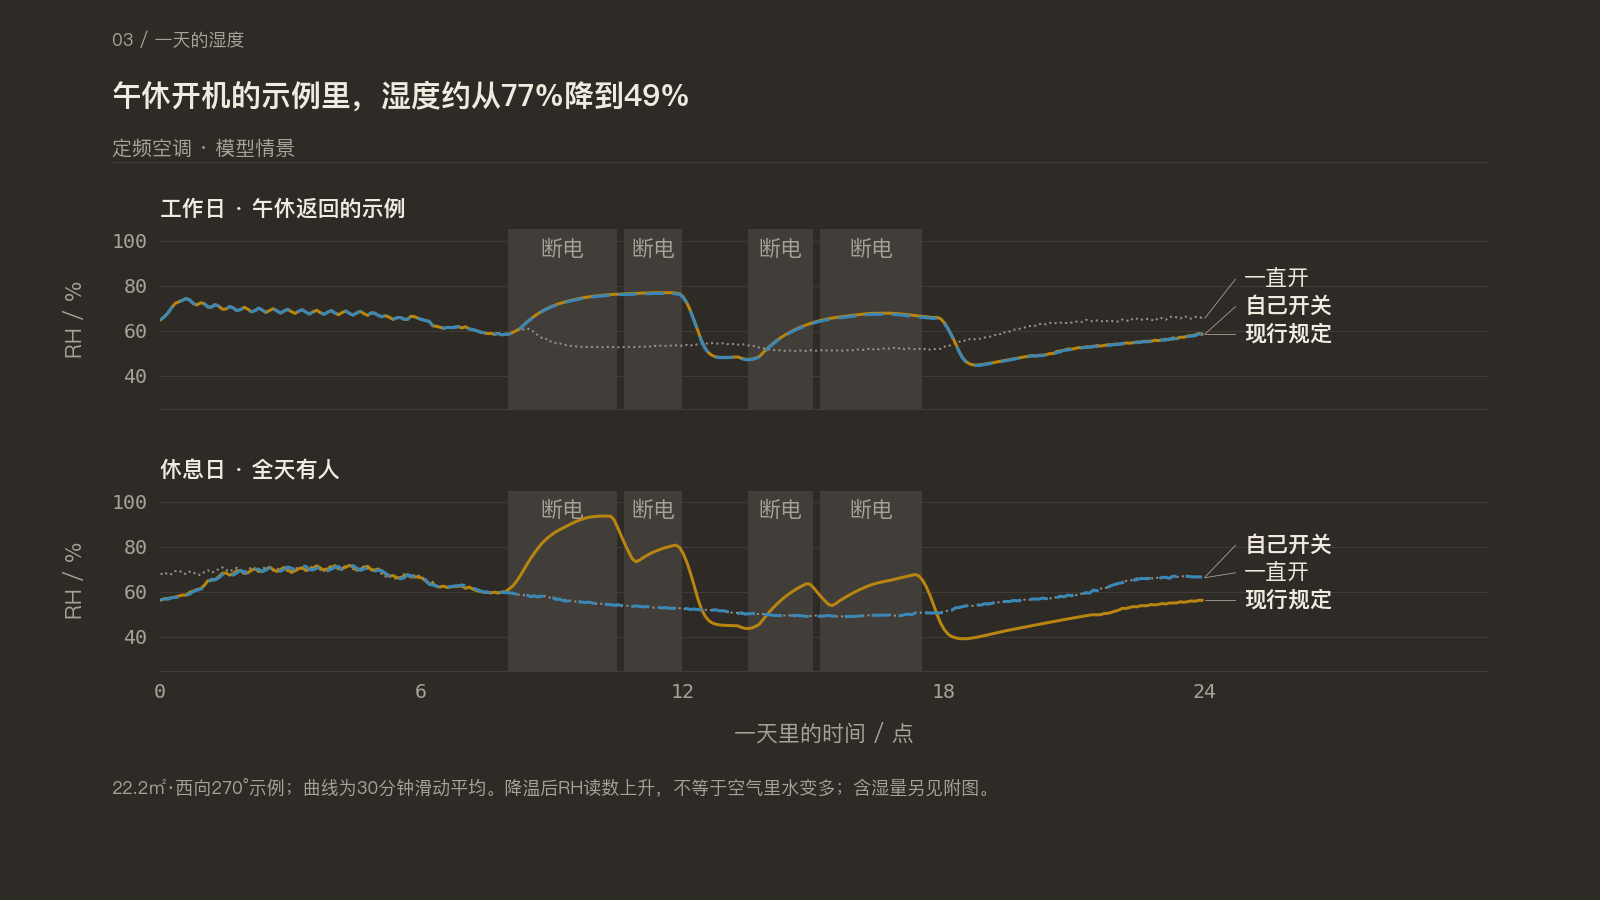 03 / 一天的湿度
午休开机的示例里，湿度约从77%降到49%
定频空调 · 模型情景
工作日 · 午休返回的示例
断电 断电 断电 断电
100
80
60
40
RH / %
一直开
自己开关
现行规定
休息日 · 全天有人
断电 断电 断电 断电
100
80
60
40
RH / %
自己开关
一直开
现行规定
0 6 12 18 24
一天里的时间 / 点
22.2㎡·西向270°示例；曲线为30分钟滑动平均。降温后RH读数上升，不等于空气里水变多；含湿量另见附图。